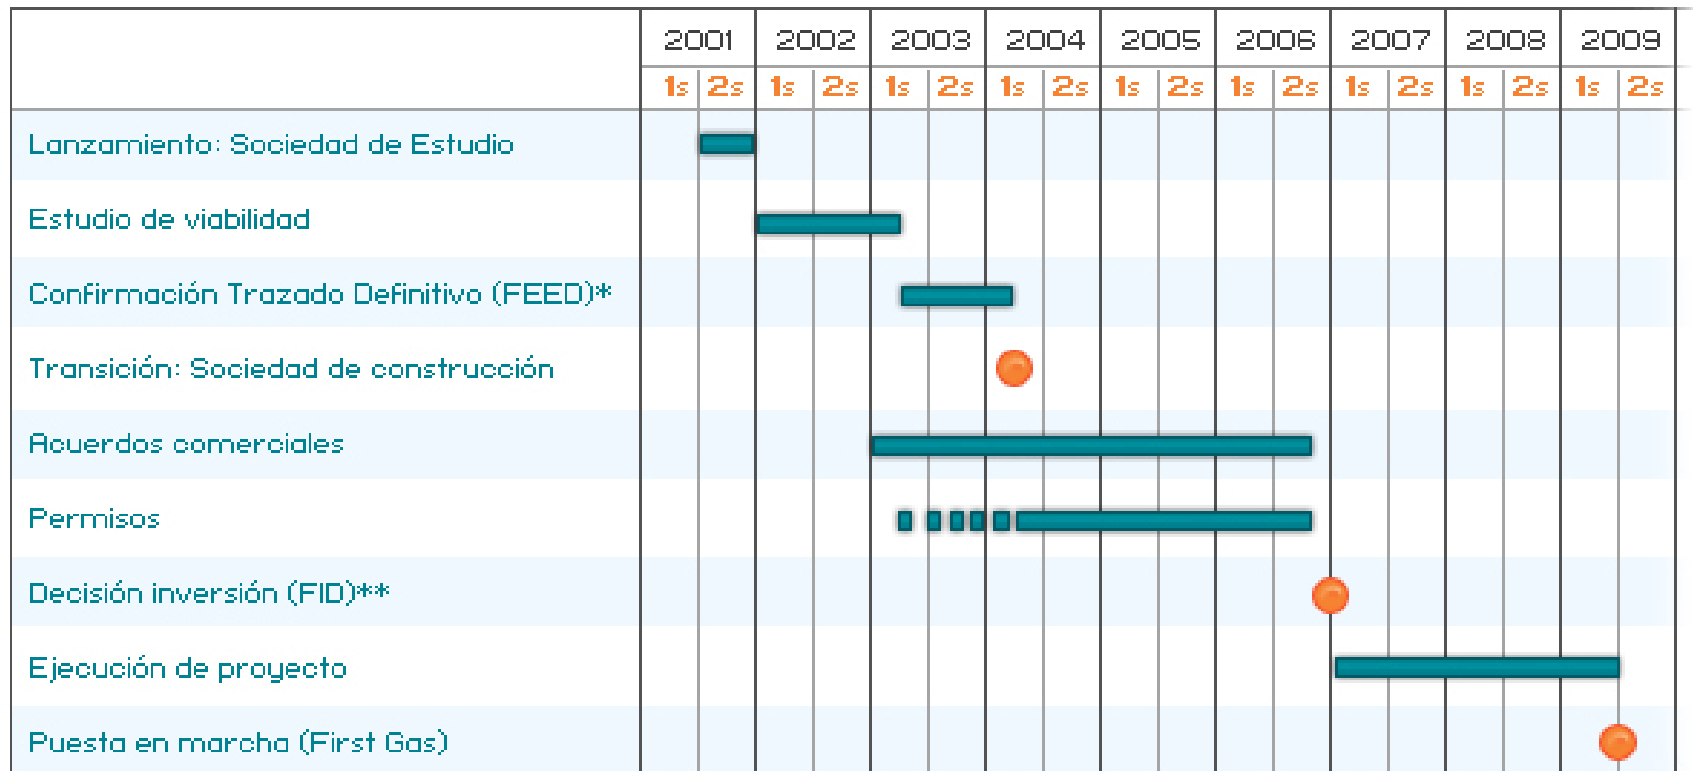 2001 2002 2003 2004 2005 2006 2007 2008 2009
1s 2s 1s 2s 1s 2s 1s 2s 1s 2s 1s 2s 1s 2s 1s 2s 1s 2s
Lanzamiento: Sociedad de Estudio
Estudio de viabilidad
Confirmación Trazado Definitivo (FEED)*
Transición: Sociedad de construcción
Acuerdos comerciales
Permisos
Decisión inversión (FID)**
Ejecución de proyecto
Puesta en marcha (First Gas)